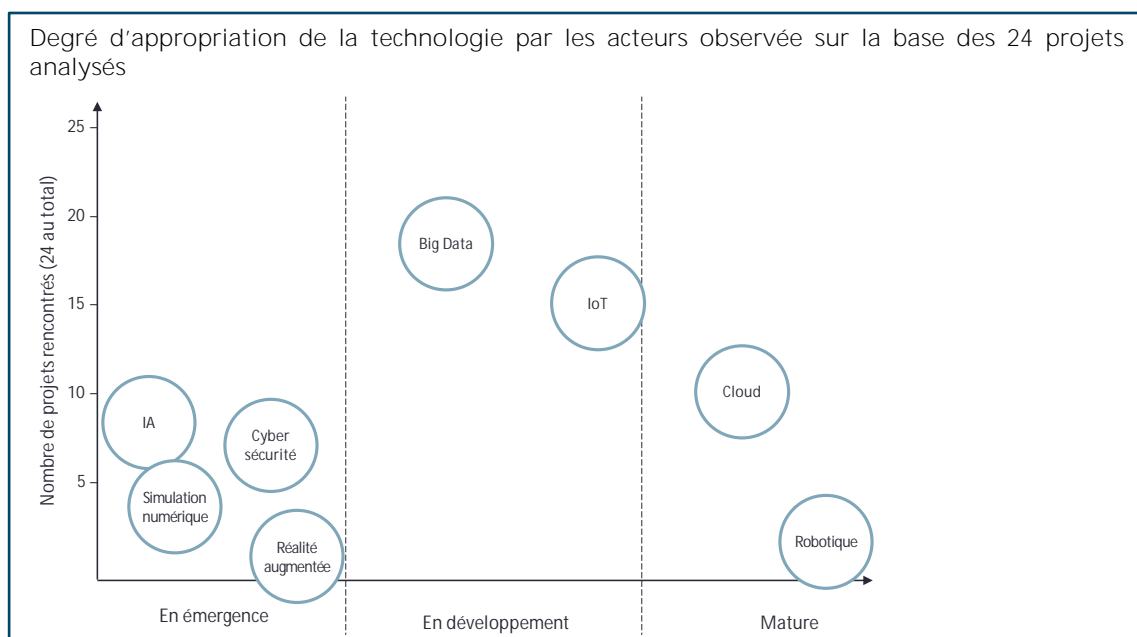 Degré d'appropriation de la technologie par les acteurs observée sur la base des 24 projets
analysés
Nombre de projets rencontrés (24 au total)
25
20
15
10
5
Big Data
IoT
Cloud
IA
Cyber
sécurité
Simulation
numérique
Réalité
augmentée
Robotique
En émergence
En développement
Mature